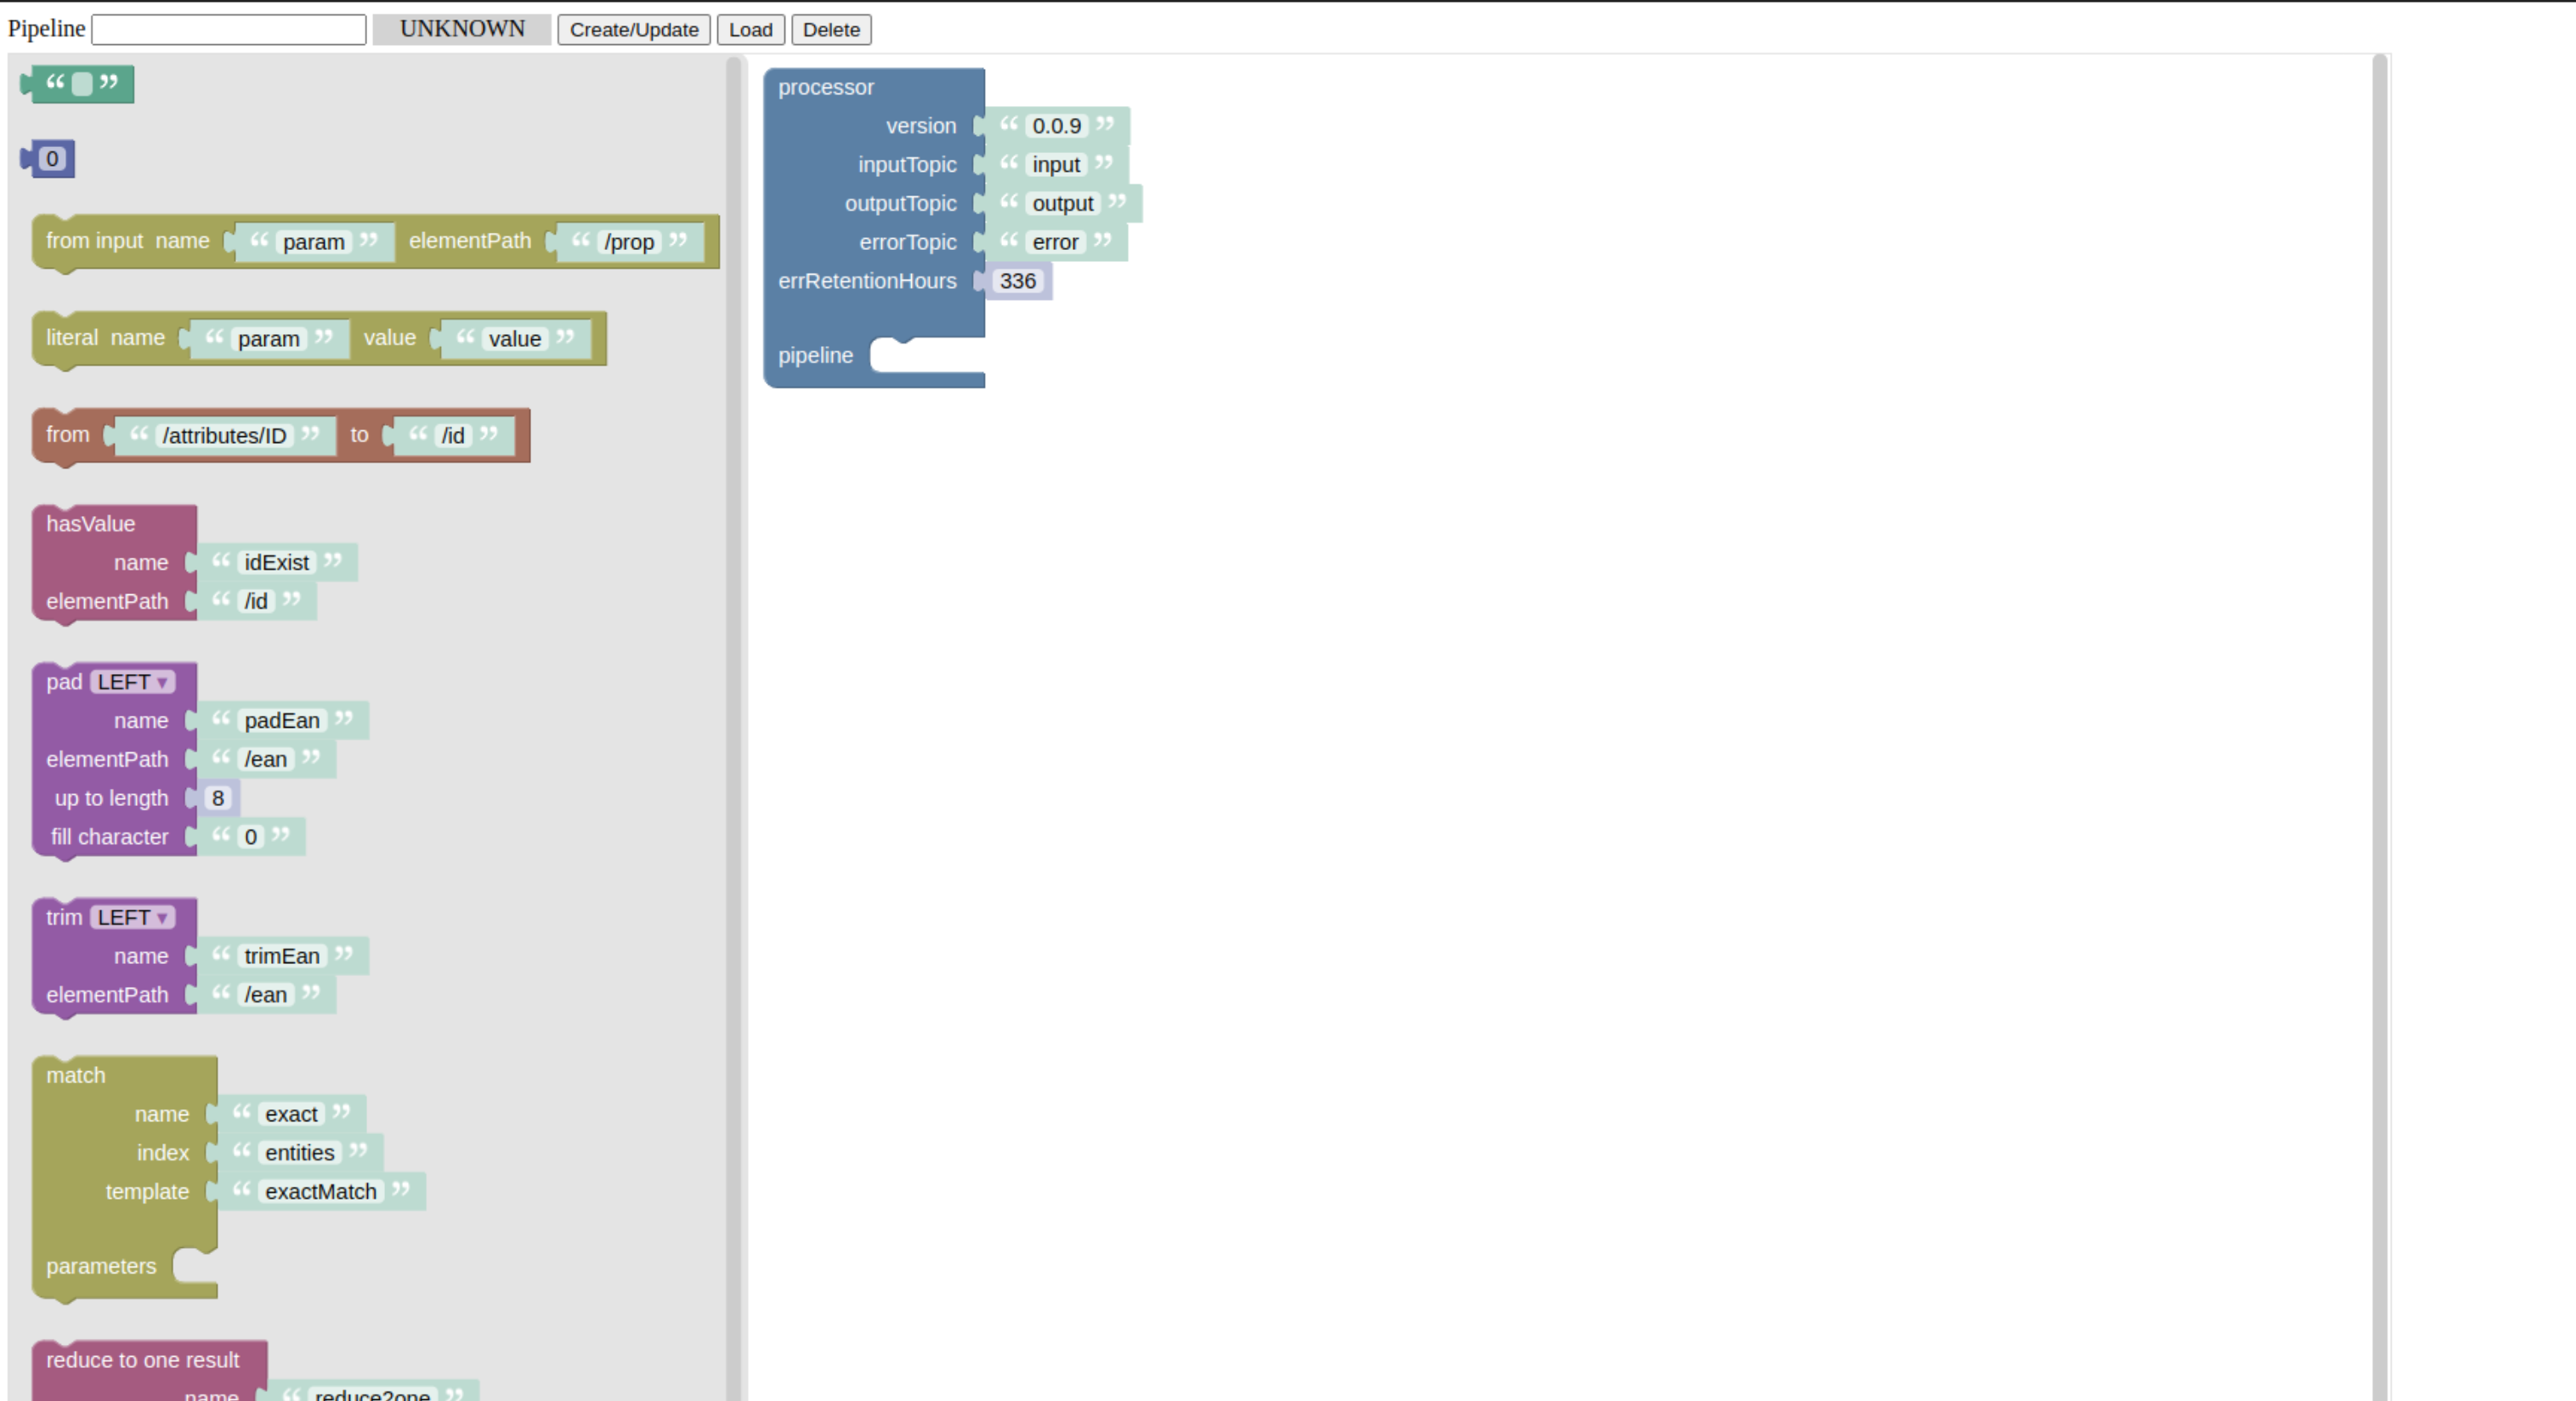 Pipeline UNKNOWN Create/Update Load Delete
“ ”
0
from input name “ param ” elementPath “ /prop ”
literal name “ param ” value “ value ”
from “ /attributes/ID ” to “ /id ”
hasValue
name “ idExist ”
elementPath “ /id ”
pad LEFT ▾
name “ padEan ”
elementPath “ /ean ”
up to length 8
fill character “ 0 ”
trim LEFT ▾
name “ trimEan ”
elementPath “ /ean ”
match
name “ exact ”
index “ entities ”
template “ exactMatch ”
parameters
reduce to one result
name “ reduce2one ”
processor
version “ 0.0.9 ”
inputTopic “ input ”
outputTopic “ output ”
errorTopic “ error ”
errRetentionHours 336
pipeline